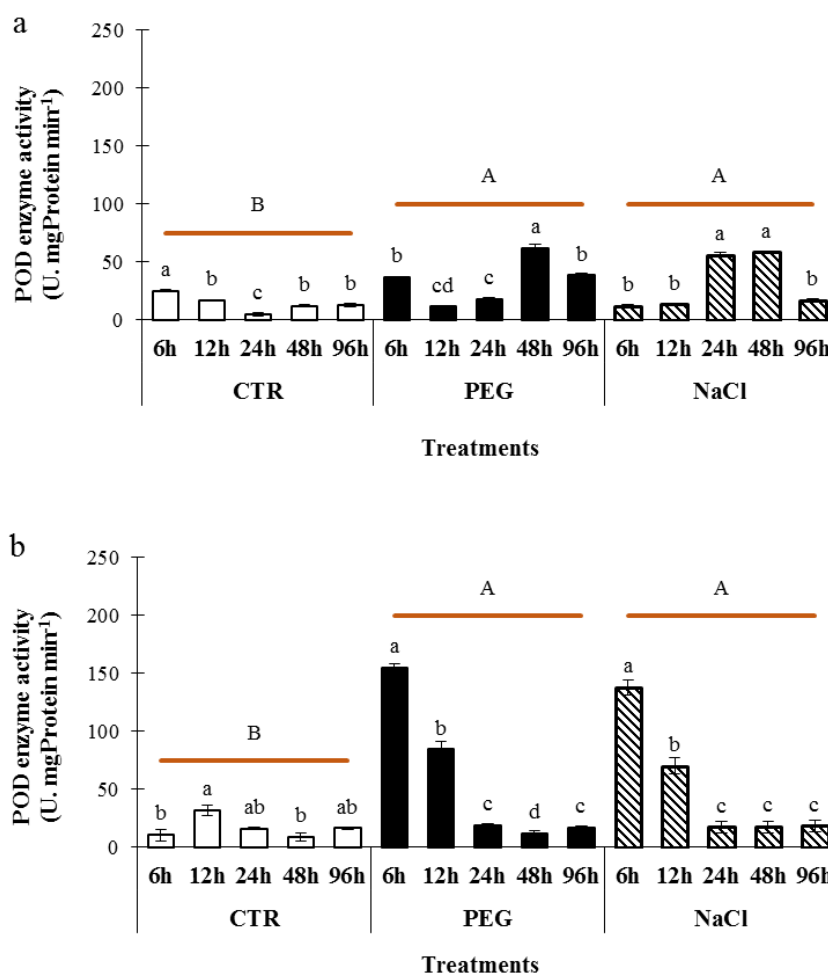 a
POD enzyme activity
(U. mgProtein min-1)
250
200
150
100
50
0
B
A
A
a
b
c
b
b
b
cd
c
a
b
b
b
a
a
b
6h 12h 24h 48h 96h 6h 12h 24h 48h 96h 6h 12h 24h 48h 96h
CTR PEG NaCl
Treatments
b
POD enzyme activity
(U. mgProtein min-1)
250
200
150
100
50
0
B
A
A
b
a
ab
b
ab
a
b
c
d
c
a
b
c
c
c
6h 12h 24h 48h 96h 6h 12h 24h 48h 96h 6h 12h 24h 48h 96h
CTR PEG NaCl
Treatments